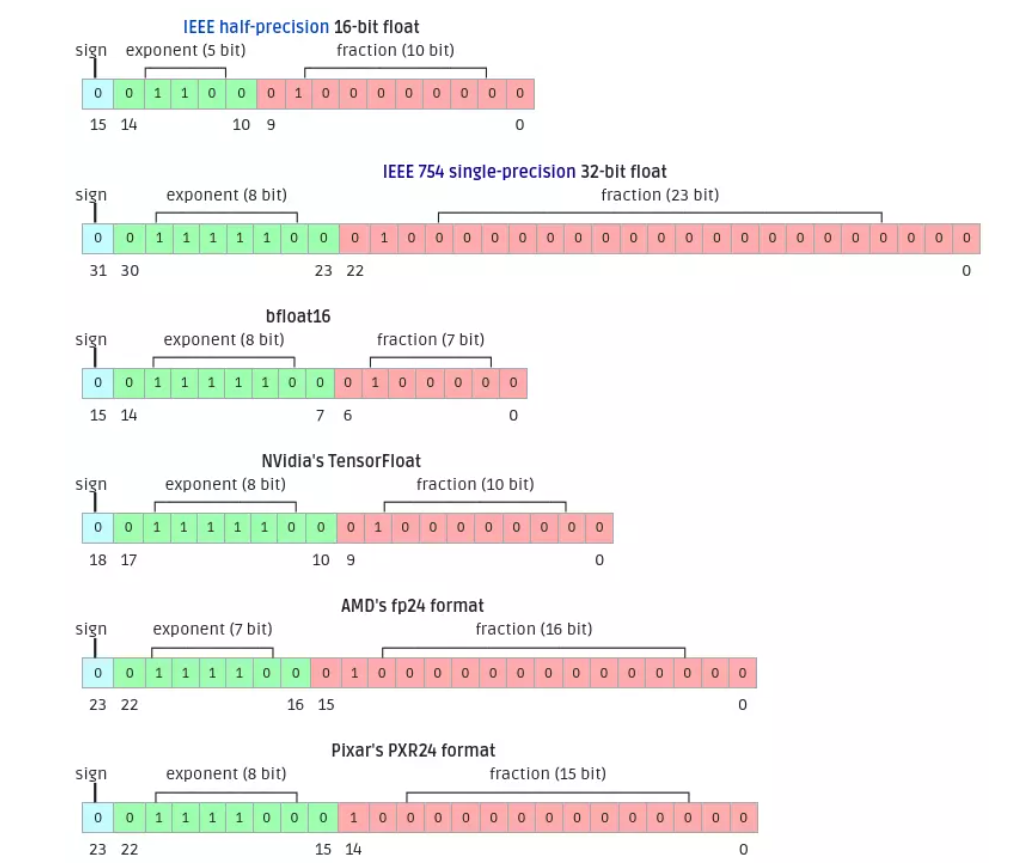 IEEE half-precision 16-bit float
sign exponent (5 bit) fraction (10 bit)
0 0 1 1 0 0 0 1 0 0 0 0 0 0 0 0
15 14 10 9 0
IEEE 754 single-precision 32-bit float
sign exponent (8 bit) fraction (23 bit)
0 0 1 1 1 1 1 0 0 0 1 0 0 0 0 0 0 0 0 0 0 0 0 0 0 0 0 0 0 0 0 0
31 30 23 22 0
bfloat16
sign exponent (8 bit) fraction (7 bit)
0 0 1 1 1 1 1 0 0 0 1 0 0 0 0 0
15 14 7 6 0
NVidia's TensorFloat
sign exponent (8 bit) fraction (10 bit)
0 0 1 1 1 1 1 0 0 0 1 0 0 0 0 0 0 0 0
18 17 10 9 0
AMD's fp24 format
sign exponent (7 bit) fraction (16 bit)
0 0 1 1 1 1 0 0 0 1 0 0 0 0 0 0 0 0 0 0 0 0 0 0
23 22 16 15 0
Pixar's PXR24 format
sign exponent (8 bit) fraction (15 bit)
0 0 1 1 1 1 0 0 0 1 0 0 0 0 0 0 0 0 0 0 0 0 0 0
23 22 15 14 0